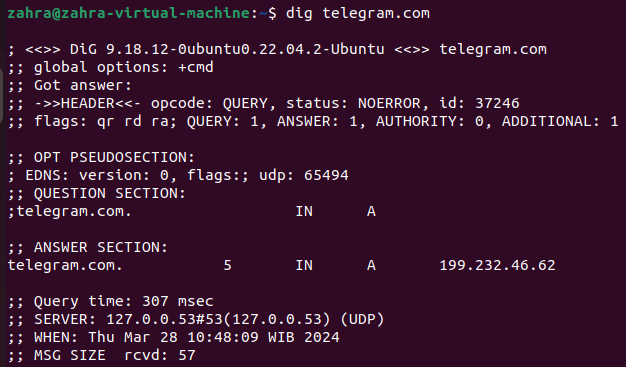 zahra@zahra-virtual-machine:~$ dig telegram.com
; <<>> DiG 9.18.12-0ubuntu0.22.04.2-Ubuntu <<>> telegram.com
;; global options: +cmd
;; Got answer:
;; ->>HEADER<<- opcode: QUERY, status: NOERROR, id: 37246
;; flags: qr rd ra; QUERY: 1, ANSWER: 1, AUTHORITY: 0, ADDITIONAL: 1
;; OPT PSEUDOSECTION:
; EDNS: version: 0, flags:; udp: 65494
;; QUESTION SECTION:
;telegram.com. IN A
;; ANSWER SECTION:
telegram.com. 5 IN A 199.232.46.62
;; Query time: 307 msec
;; SERVER: 127.0.0.53#53(127.0.0.53) (UDP)
;; WHEN: Thu Mar 28 10:48:09 WIB 2024
;; MSG SIZE rcvd: 57